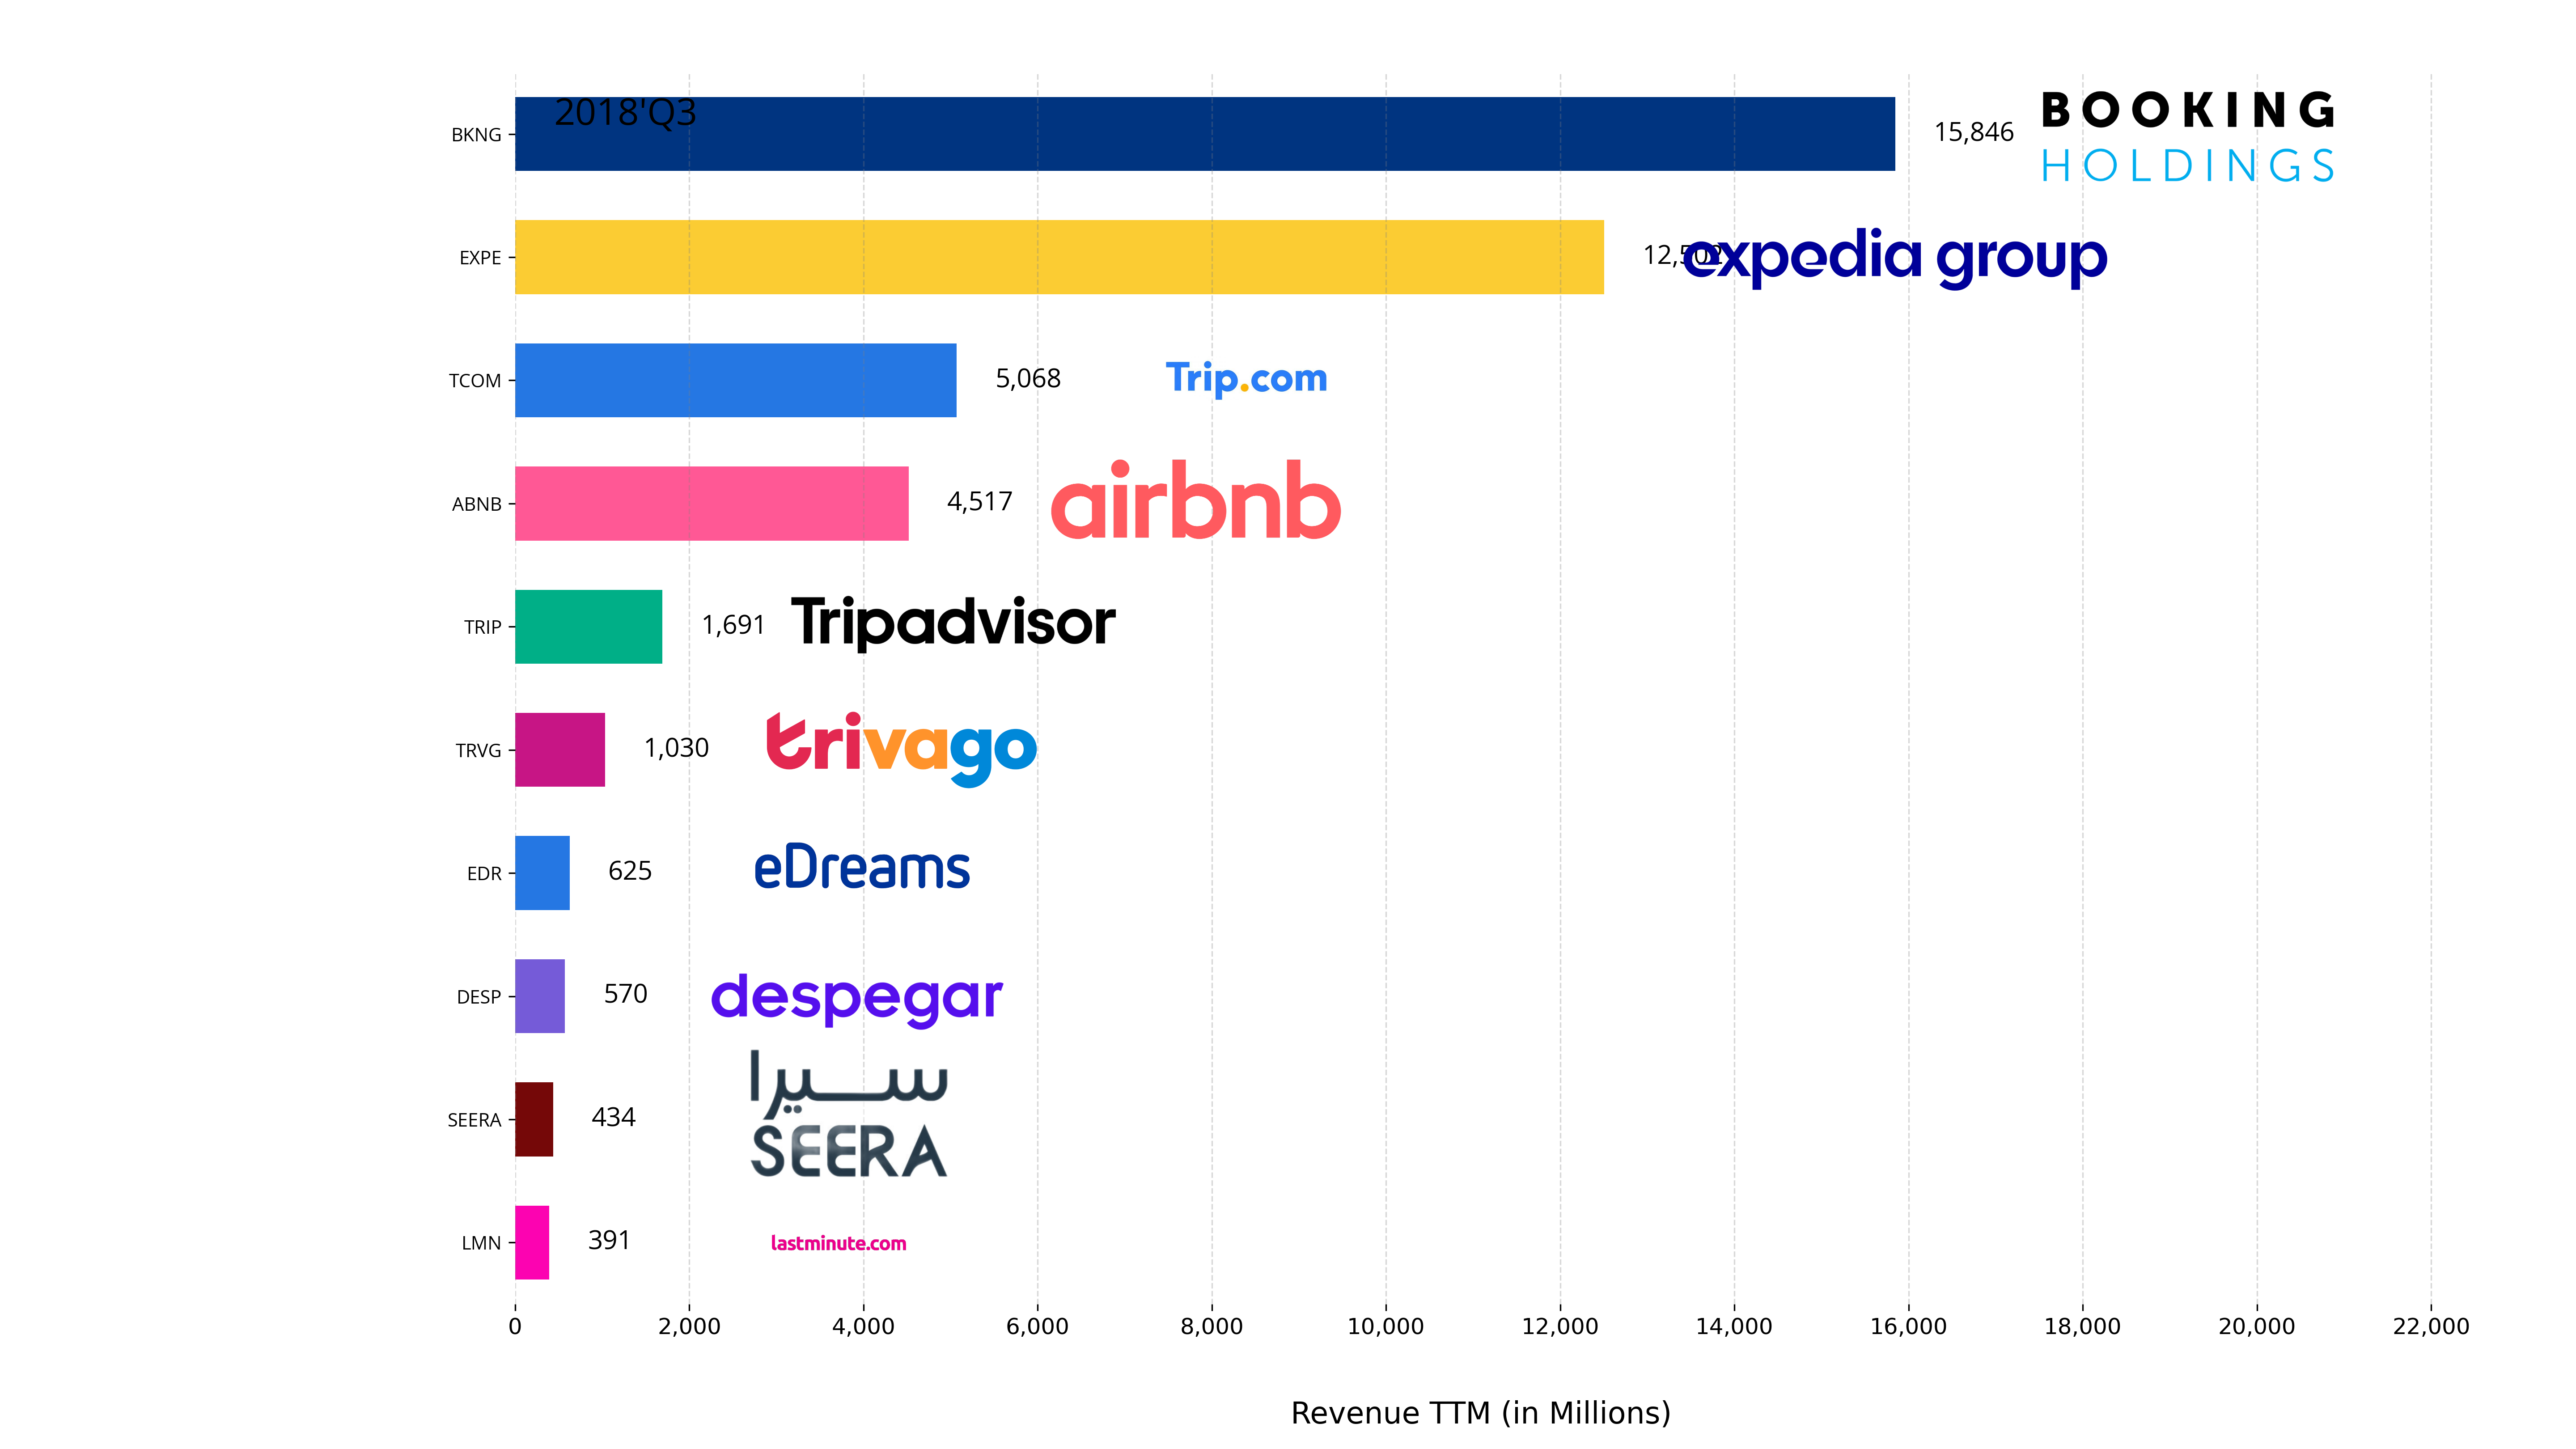 2018'Q3
BKNG 15,846 BOOKING HOLDINGS
EXPE 12,502 expedia group
TCOM 5,068 Trip.com
ABNB 4,517 airbnb
TRIP 1,691 Tripadvisor
TRVG 1,030 trivago
EDR 625 eDreams
DESP 570 despegar
سيرا
SEERA 434 SEERA
LMN 391 lastminute.com
0 2,000 4,000 6,000 8,000 10,000 12,000 14,000 16,000 18,000 20,000 22,000
Revenue TTM (in Millions)